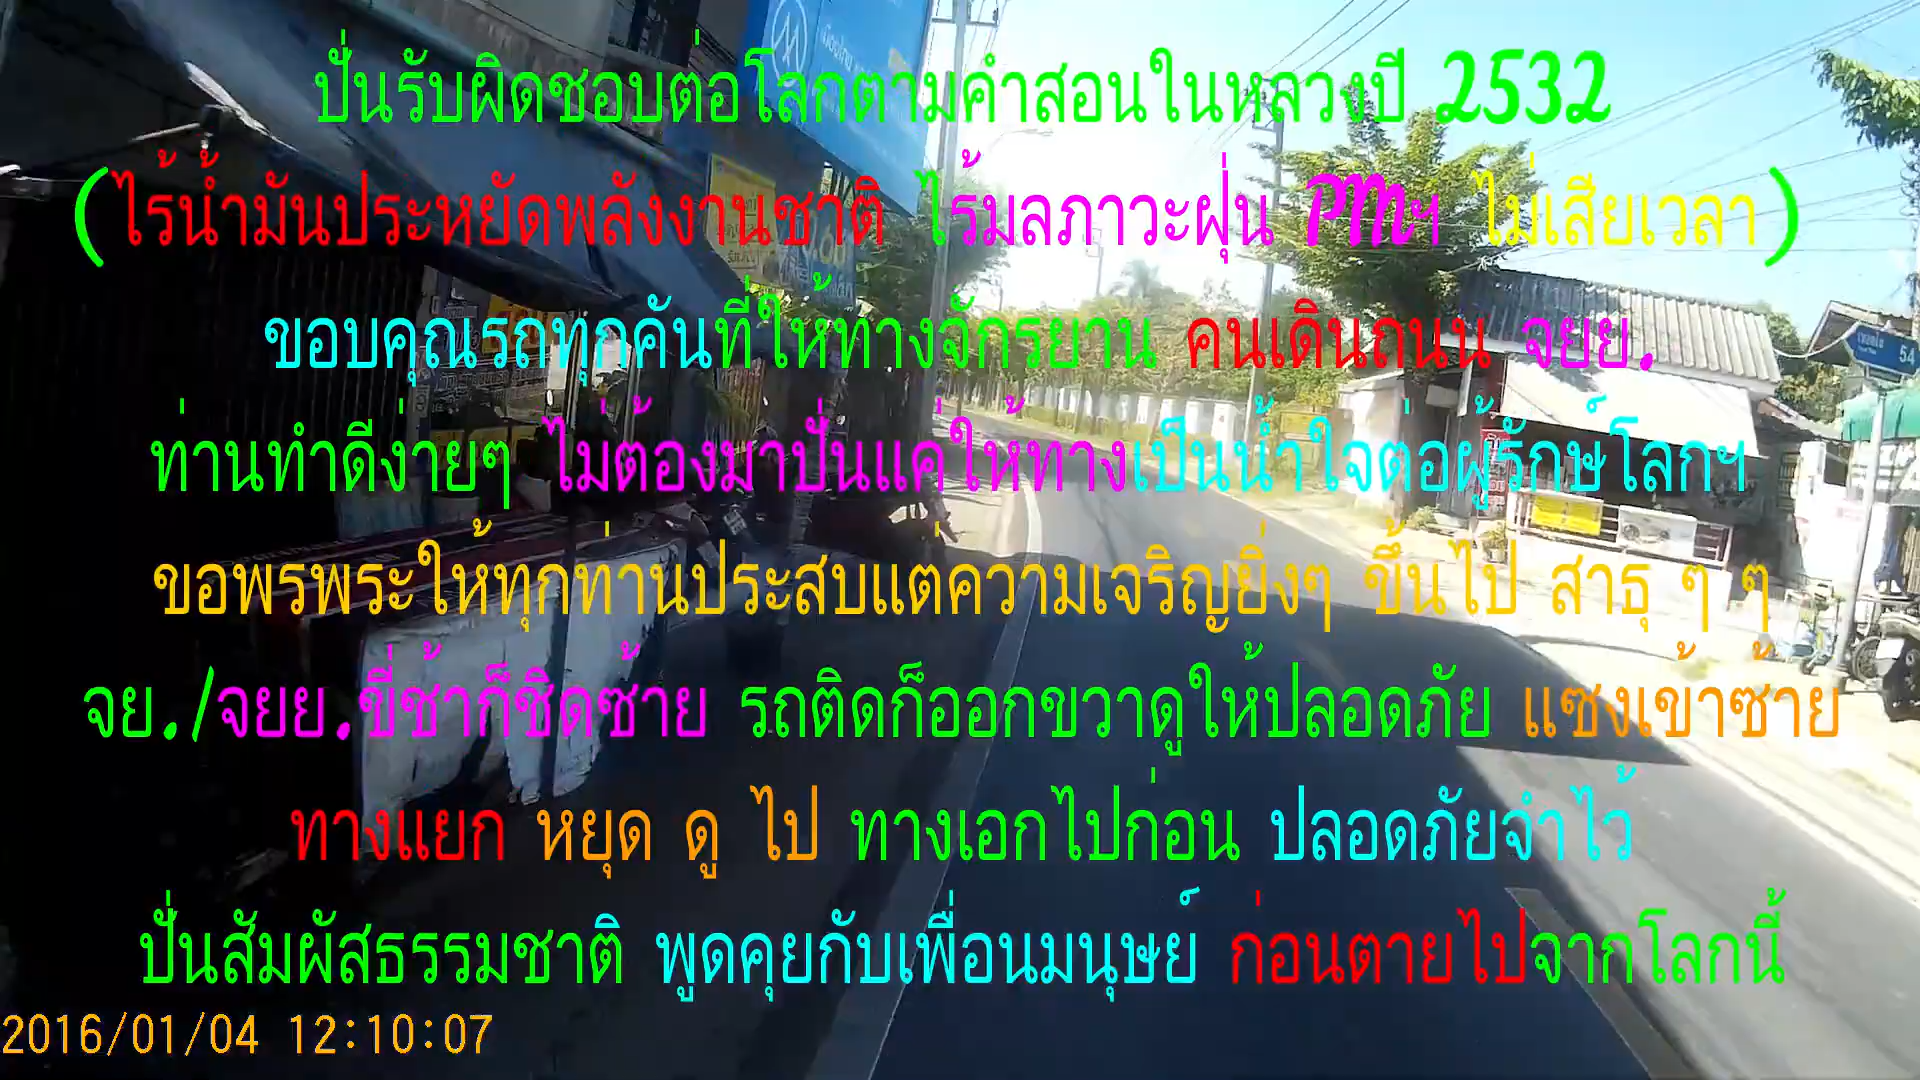 ปั่นรับผิดชอบต่อโลกตามคำสอนในหลวงปี 2532
(ไร้น้ำมันประหยัดพลังงานชาติ ไร้มลภาวะฝุ่น PMฯ ไม่เสียเวลา)
ขอบคุณรถทุกคันที่ให้ทางจักรยาน คนเดินถนน จยย.
ท่านทำดีง่ายๆ ไม่ต้องมาปั่นแค่ให้ทางเป็นน้ำใจต่อผู้รักษ์โลกฯ
ขอพรพระให้ทุกท่านประสบแต่ความเจริญยิ่งๆ ขึ้นไป สาธุ ๆ ๆ
จย./จยย.ขี่ช้าก็ชิดซ้าย รถติดก็ออกขวาดูให้ปลอดภัย แซงเข้าซ้าย
ทางแยก หยุด ดู ไป ทางเอกไปก่อน ปลอดภัยจำไว้
ปั่นสัมผัสธรรมชาติ พูดคุยกับเพื่อนมนุษย์ ก่อนตายไปจากโลกนี้
2016/01/04 12:10:07
54